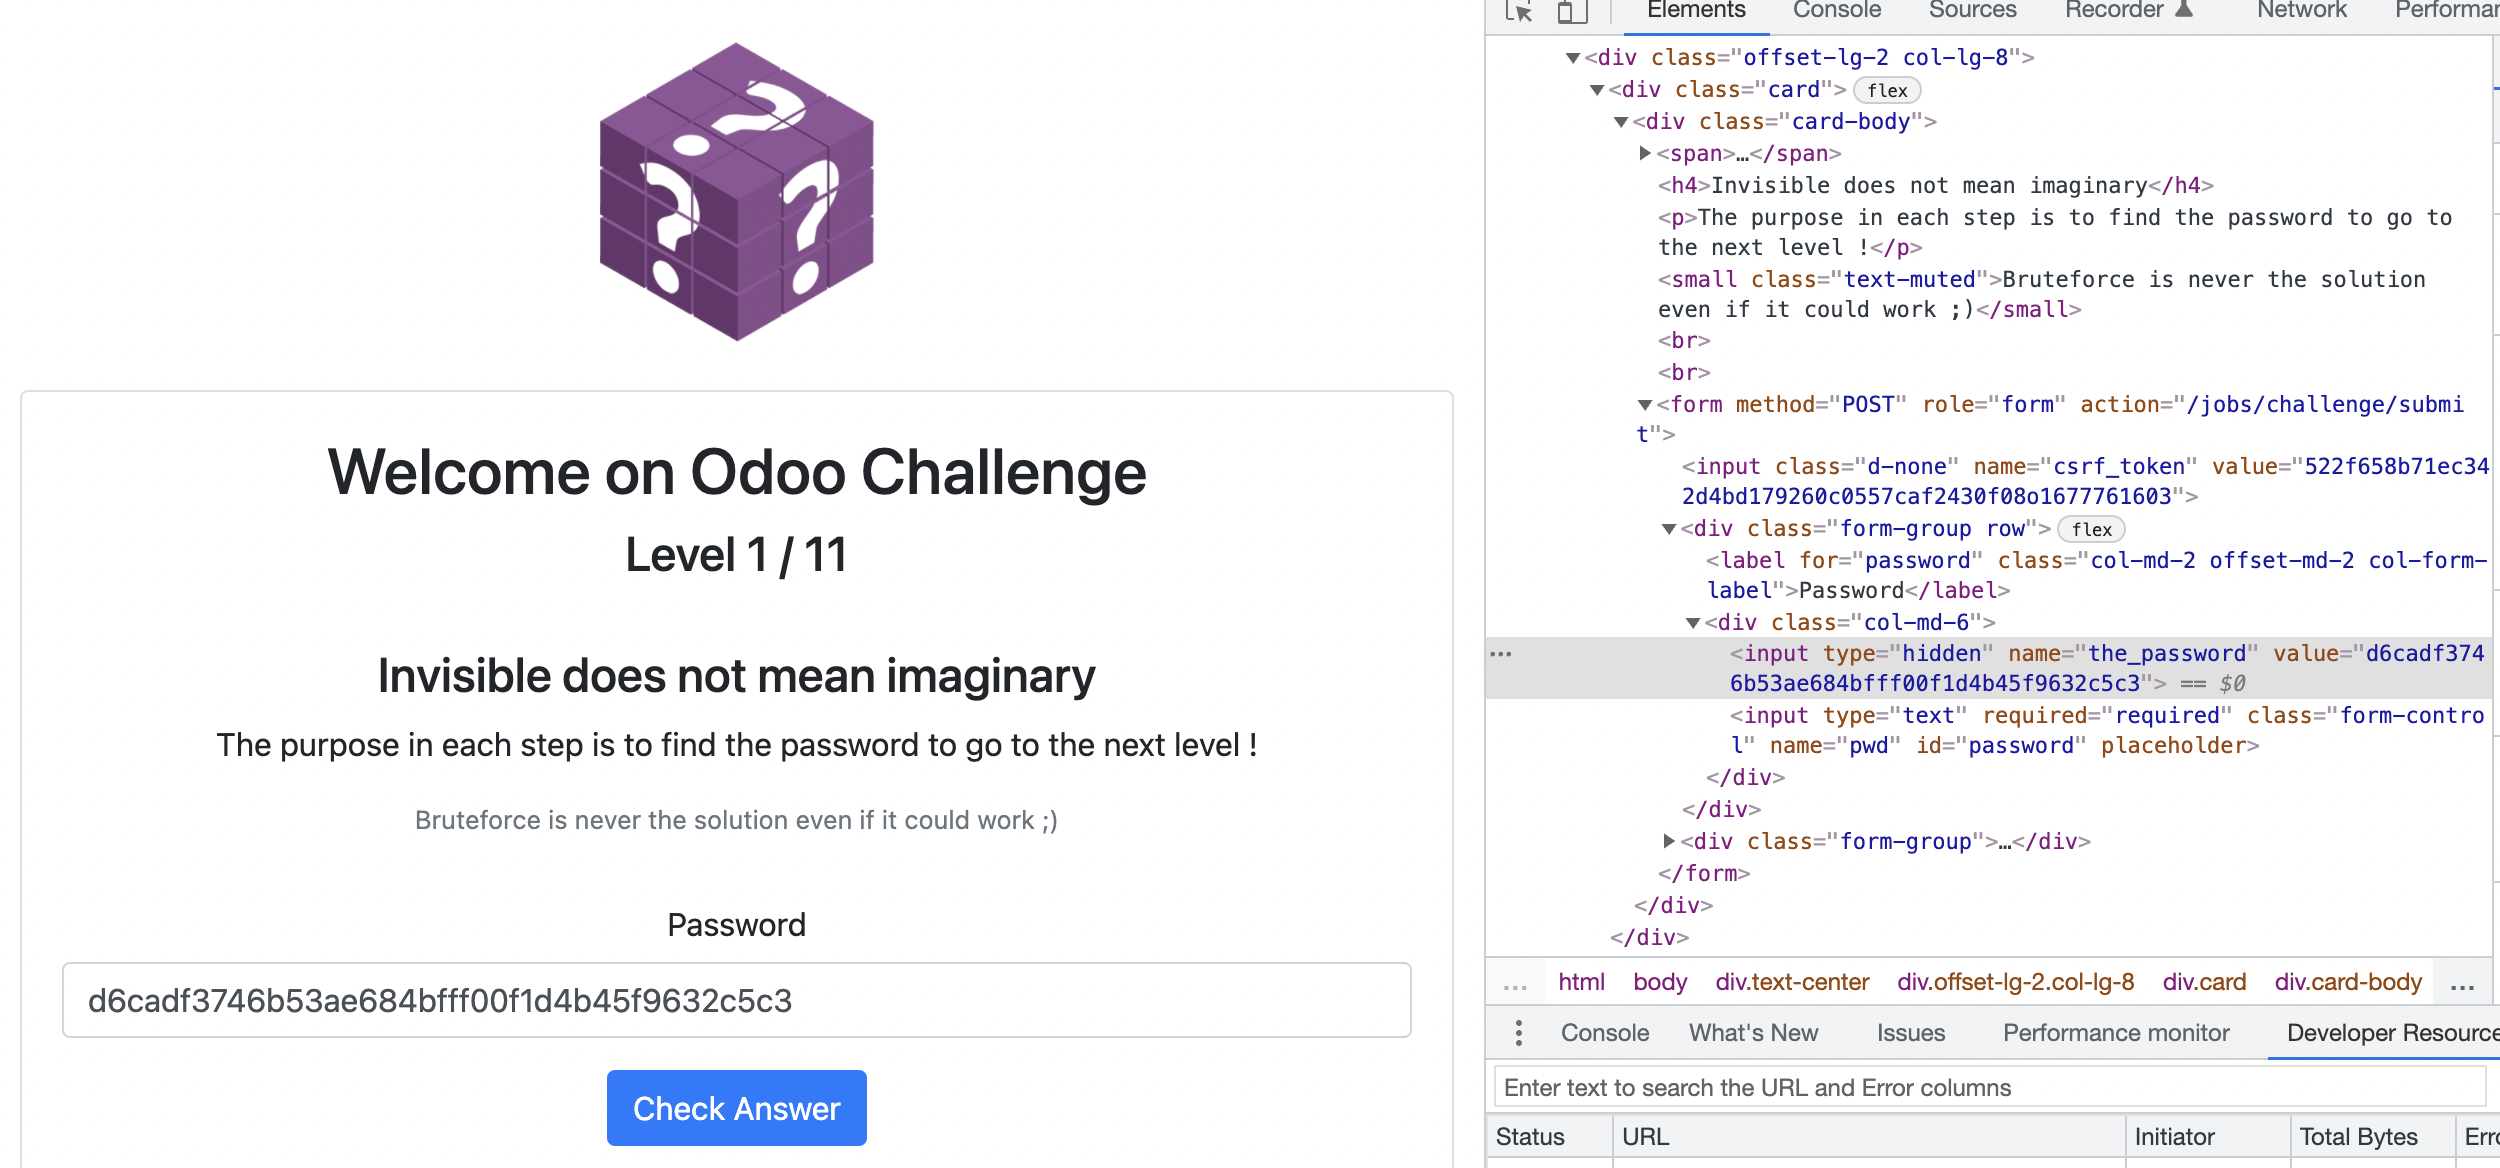 Welcome on Odoo Challenge
Level 1 / 11
Invisible does not mean imaginary
The purpose in each step is to find the password to go to the next level !
Bruteforce is never the solution even if it could work ;)
Password
d6cadf3746b53ae684bfff00f1d4b45f9632c5c3
Check Answer
Elements Console Sources Recorder Network
<div class="offset-lg-2 col-lg-8">
<div class="card"> flex
<div class="card-body">
<span>…</span>
<h4>Invisible does not mean imaginary</h4>
<p>The purpose in each step is to find the password to go to
the next level !</p>
<small class="text-muted">Bruteforce is never the solution
even if it could work ;)</small>
<br>
<br>
<form method="POST" role="form" action="/jobs/challenge/submi
t">
<input class="d-none" name="csrf_token" value="522f658b71ec34
2d4bd179260c0557caf2430f08o1677761603">
<div class="form-group row"> flex
<label for="password" class="col-md-2 offset-md-2 col-form-
label">Password</label>
<div class="col-md-6">
… <input type="hidden" name="the_password" value="d6cadf374
6b53ae684bfff00f1d4b45f9632c5c3"> == $0
<input type="text" required="required" class="form-contro
l" name="pwd" id="password" placeholder>
</div>
</div>
<div class="form-group">…</div>
</form>
</div>
</div>
… html body div.text-center div.offset-lg-2.col-lg-8 div.card div.card-body …
Console What's New Issues Performance monitor Developer Resource
Enter text to search the URL and Error columns
Status URL Initiator Total Bytes